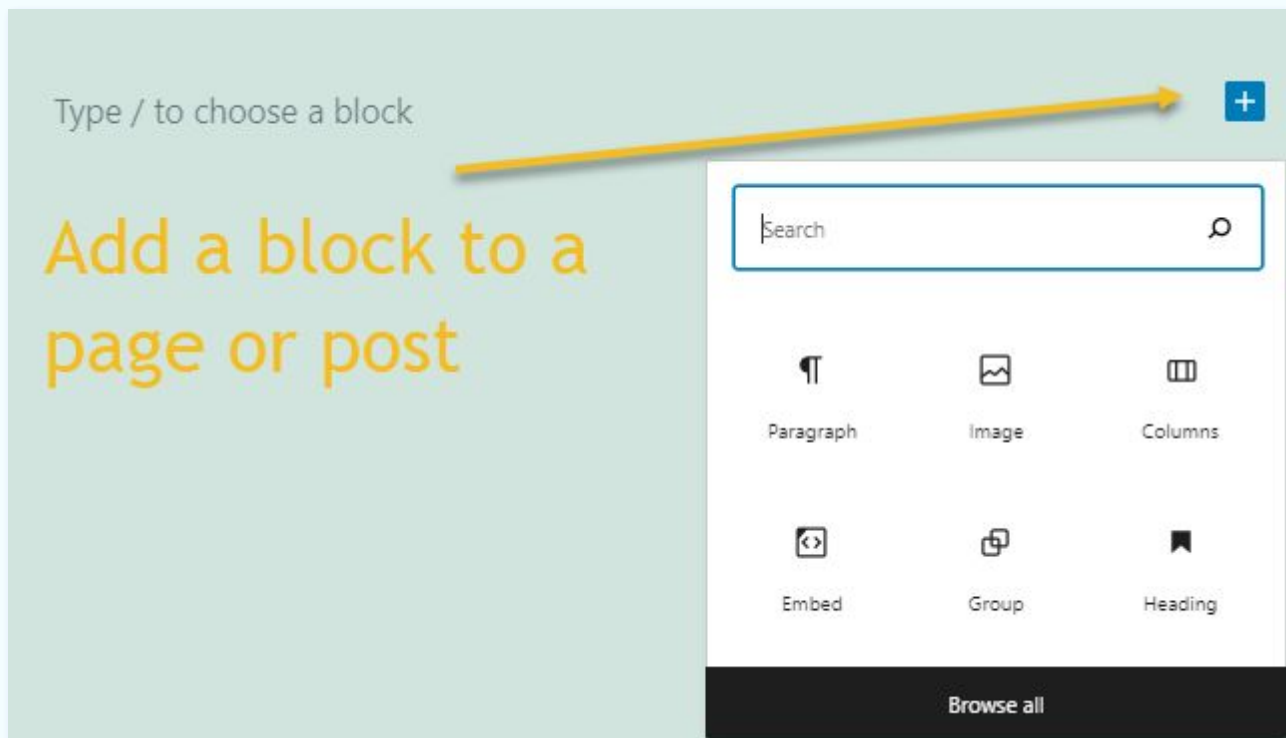 Type / to choose a block
+
Add a block to a
page or post
Search
Paragraph
Image
Columns
Embed
Group
Heading
Browse all